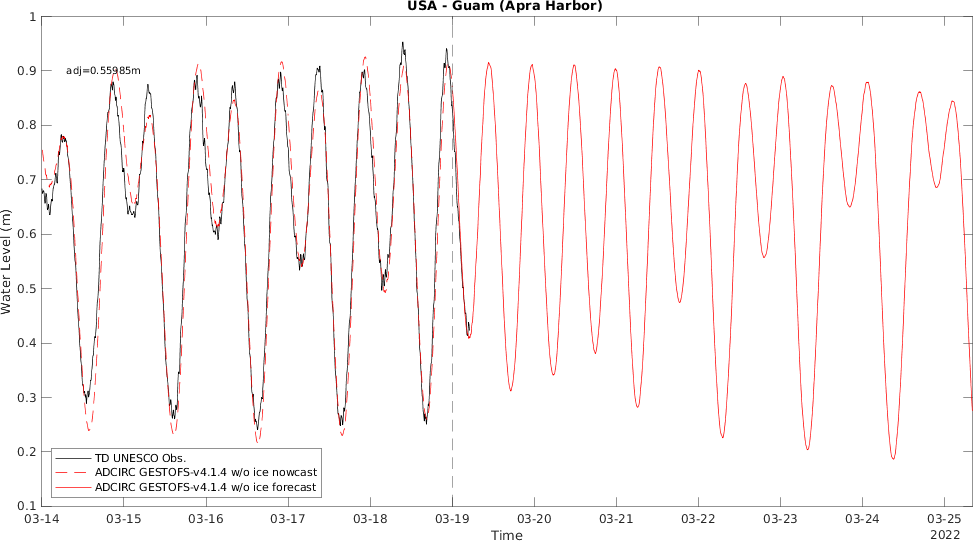 USA - Guam (Apra Harbor)
1
0.9
0.8
0.7
0.6
0.5
0.4
0.3
0.2
0.1
Water Level (m)
adj=0.55985m
TD UNESCO Obs.
ADCIRC GESTOFS-v4.1.4 w/o ice nowcast
ADCIRC GESTOFS-v4.1.4 w/o ice forecast
03-14 03-15 03-16 03-17 03-18 03-19 03-20 03-21 03-22 03-23 03-24 03-25
2022
Time